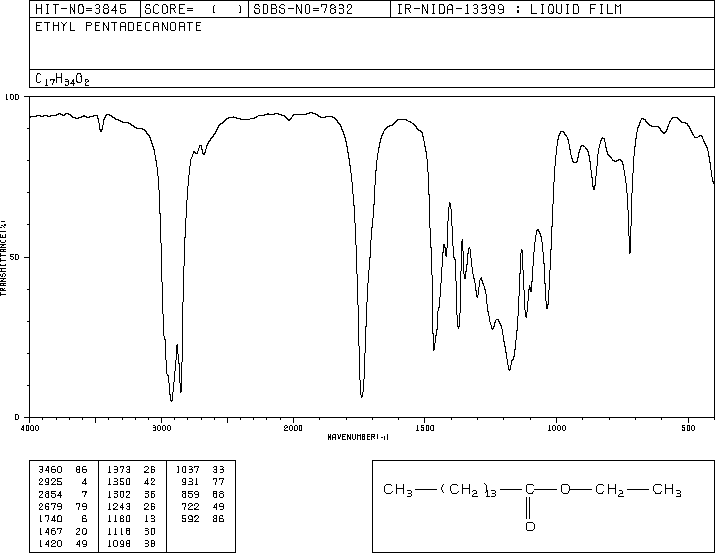 HIT-NO=3845 SCORE= ( ) SDBS-NO=7832 IR-NIDA-13399 : LIQUID FILM
ETHYL PENTADECANOATE
C17H34O2
100
50
0
TRANSMITTANCE(%)
4000 3000 2000 1500 1000 500
WAVENUMBER(-1)
3460 86 1373 26 1037 33
2925 4 1350 42 931 77
2854 7 1302 36 859 68
2679 79 1243 26 722 49
1740 6 1180 13 592 86
1467 20 1118 30
1420 49 1098 38
CH3—(CH2)13—C—O—CH2—CH3
O